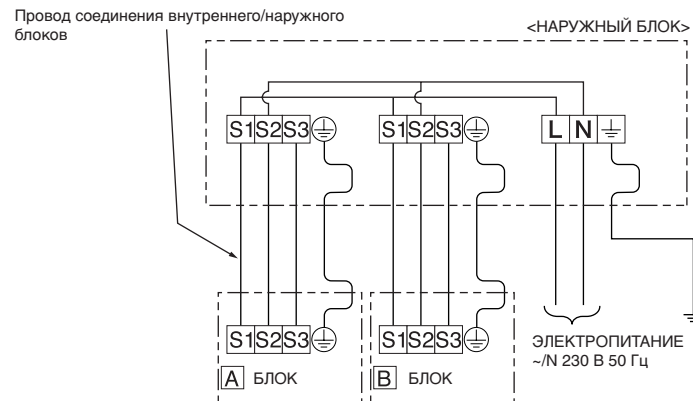 Провод соединения внутреннего/наружного
блоков
<НАРУЖНЫЙ БЛОК>
S1 S2 S3
S1 S2 S3
L N
S1 S2 S3
S1 S2 S3
A БЛОК
B БЛОК
ЭЛЕКТРОПИТАНИЕ
~/N 230 В 50 Гц